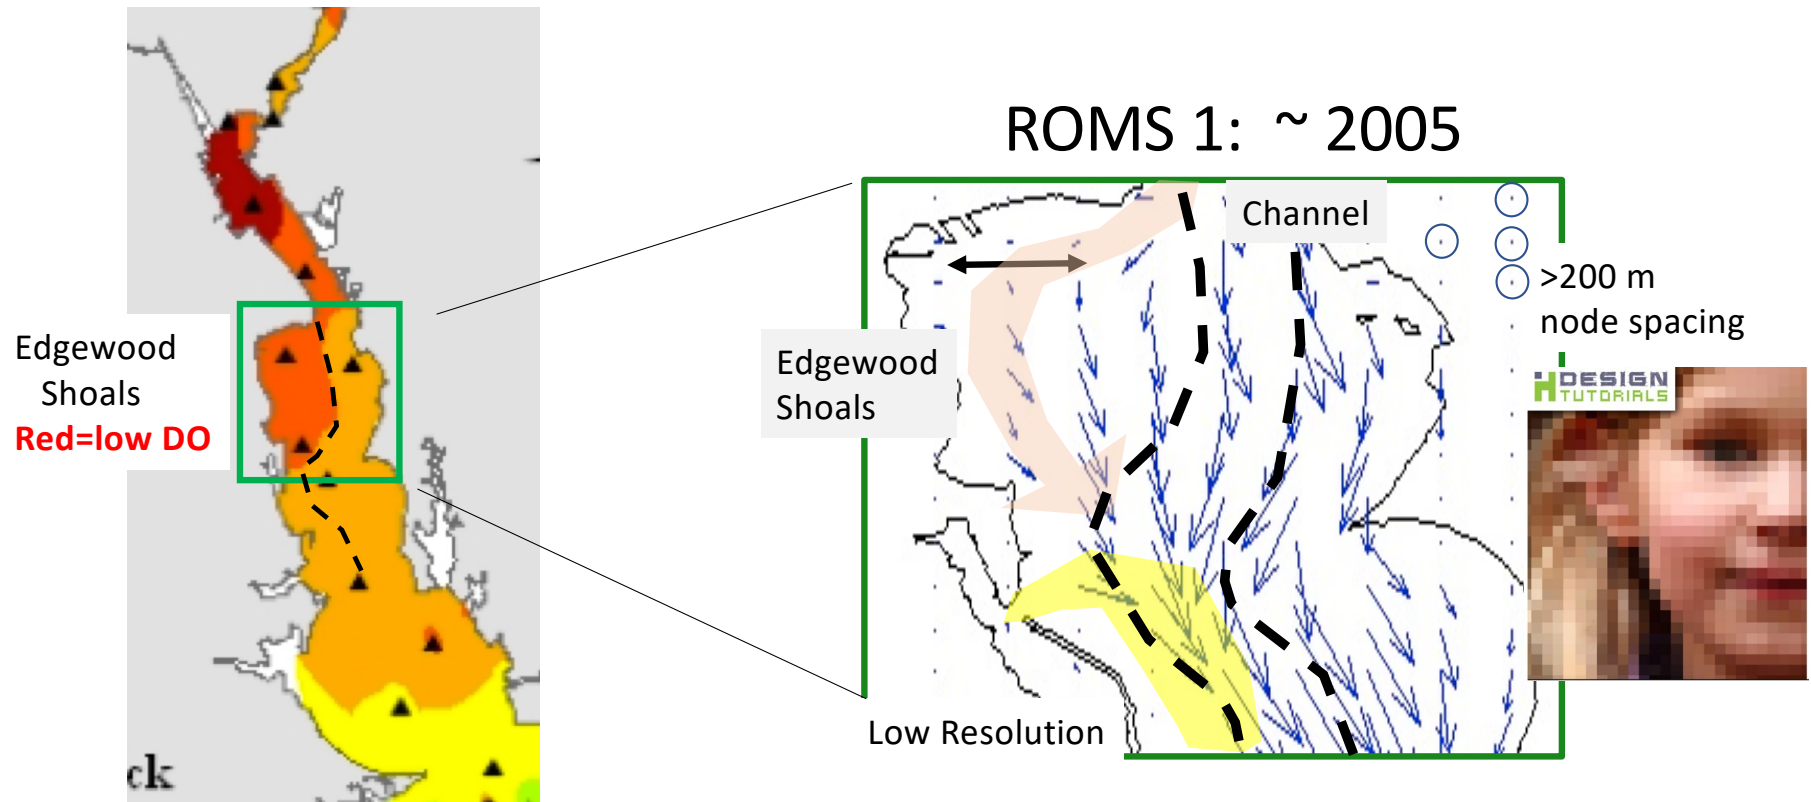 ROMS 1: ~ 2005
Channel
>200 m
node spacing
Edgewood
Shoals
Red=low DO
Edgewood
Shoals
DESIGN
TUTORIALS
Low Resolution
ck